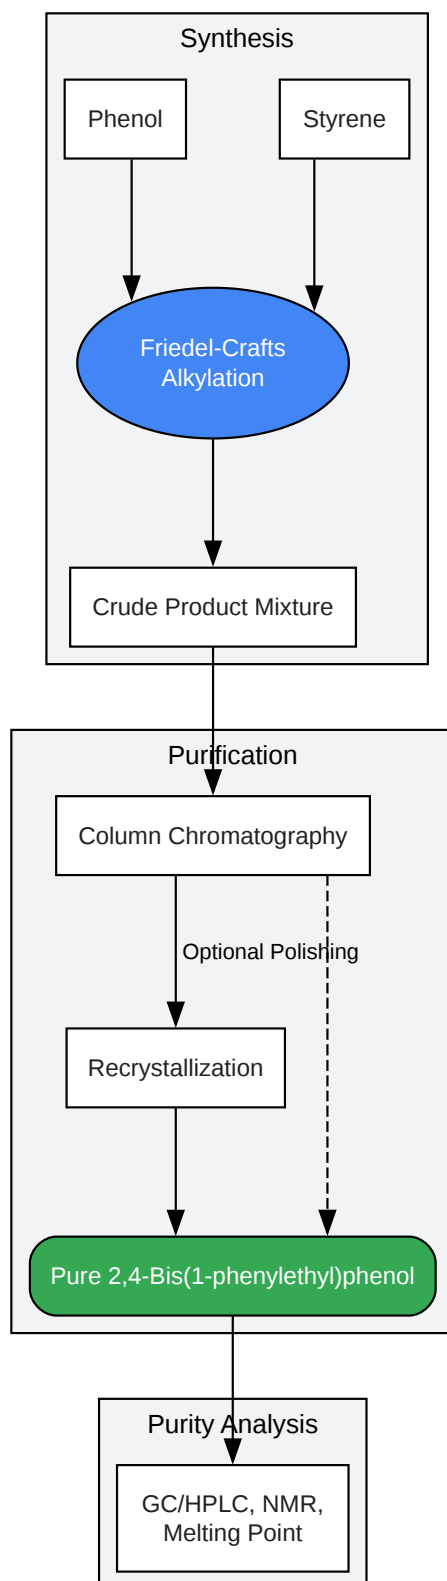 Synthesis
Phenol
Styrene
Friedel-Crafts
Alkylation
Crude Product Mixture
Purification
Column Chromatography
Optional Polishing
Recrystallization
Pure 2,4-Bis(1-phenylethyl)phenol
Purity Analysis
GC/HPLC, NMR,
Melting Point